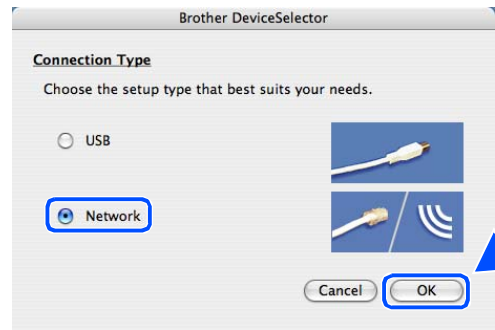 Brother DeviceSelector
Connection Type
Choose the setup type that best suits your needs.
USB
Network
Cancel
OK